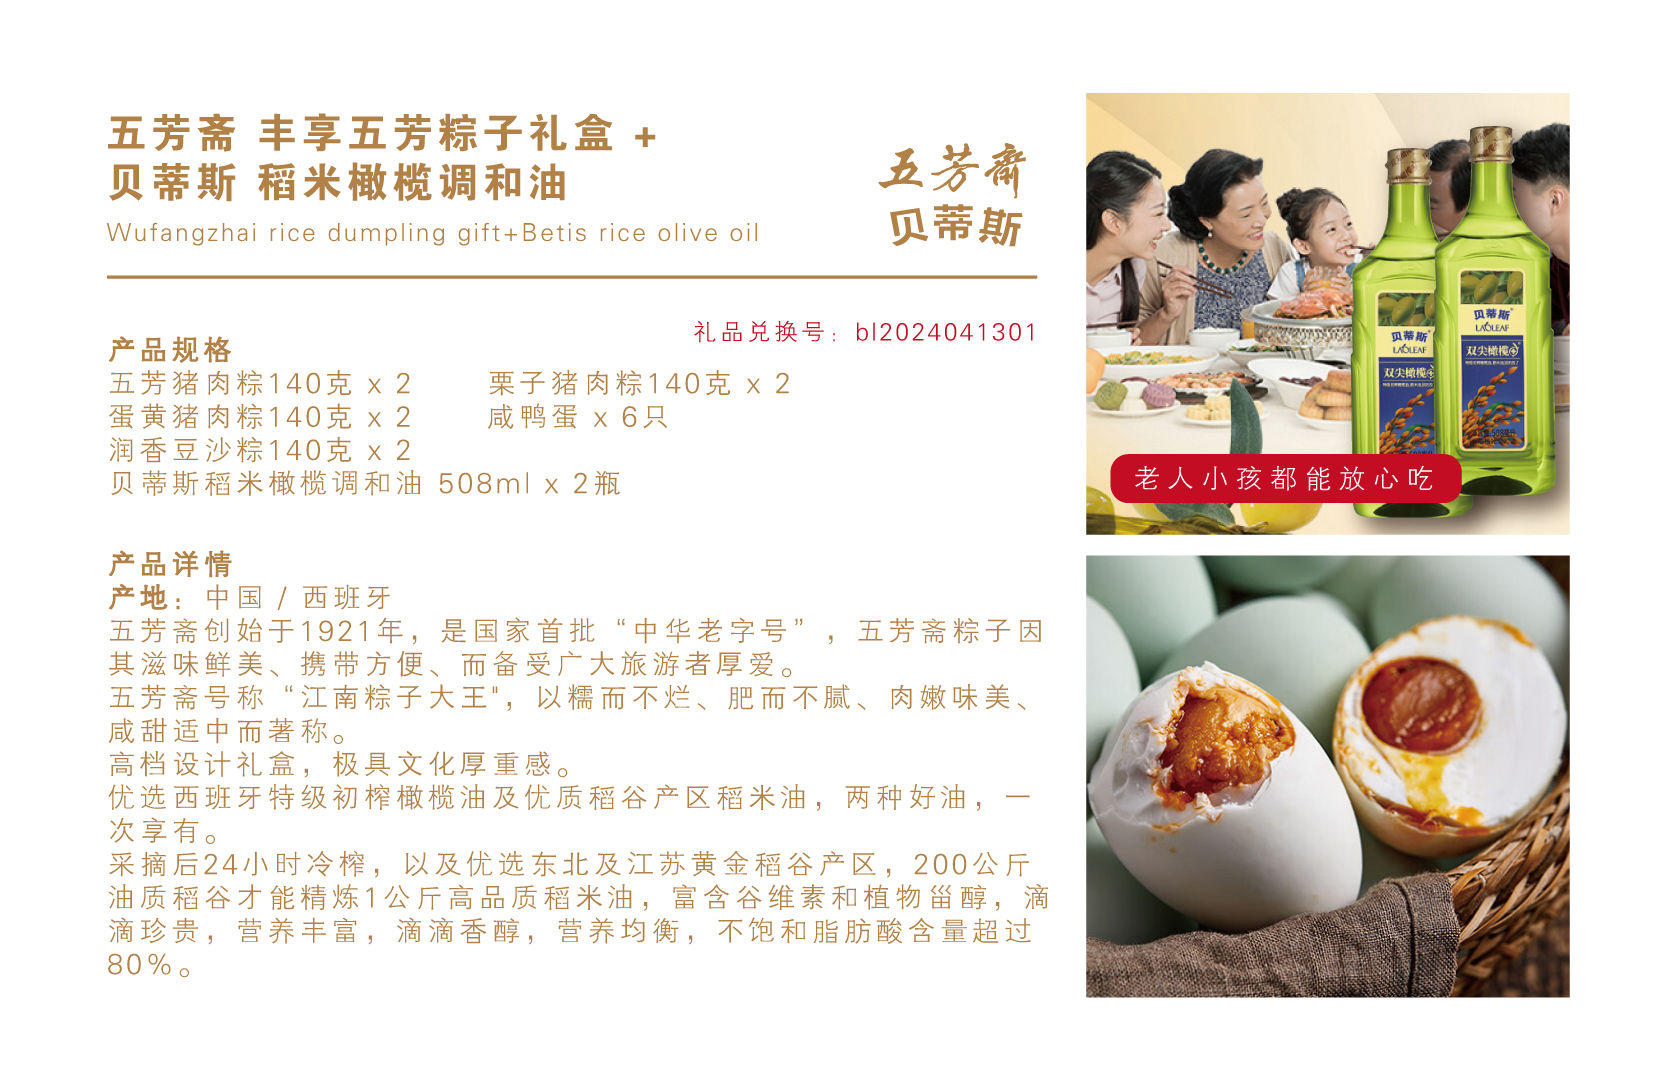 五芳斋 丰享五芳粽子礼盒 +
贝蒂斯 稻米橄榄调和油
Wufangzhai rice dumpling gift+Betis rice olive oil
五芳斋
贝蒂斯
礼品兑换号：bl2024041301
产品规格
五芳猪肉粽140克 x 2
栗子猪肉粽140克 x 2
蛋黄猪肉粽140克 x 2
咸鸭蛋 x 6只
润香豆沙粽140克 x 2
贝蒂斯稻米橄榄调和油 508ml x 2瓶
产品详情
产地：中国 / 西班牙
五芳斋创始于1921年，是国家首批“中华老字号”，五芳斋粽子因
其滋味鲜美、携带方便、而备受广大旅游者厚爱。
五芳斋号称“江南粽子大王"，以糯而不烂、肥而不腻、肉嫩味美、
咸甜适中而著称。
高档设计礼盒，极具文化厚重感。
优选西班牙特级初榨橄榄油及优质稻谷产区稻米油，两种好油，一
次享有。
采摘后24小时冷榨，以及优选东北及江苏黄金稻谷产区，200公斤
油质稻谷才能精炼1公斤高品质稻米油，富含谷维素和植物甾醇，滴
滴珍贵，营养丰富，滴滴香醇，营养均衡，不饱和脂肪酸含量超过
80%。
贝蒂斯
双尖橄榄
贝蒂斯
双尖橄榄
老人小孩都能放心吃